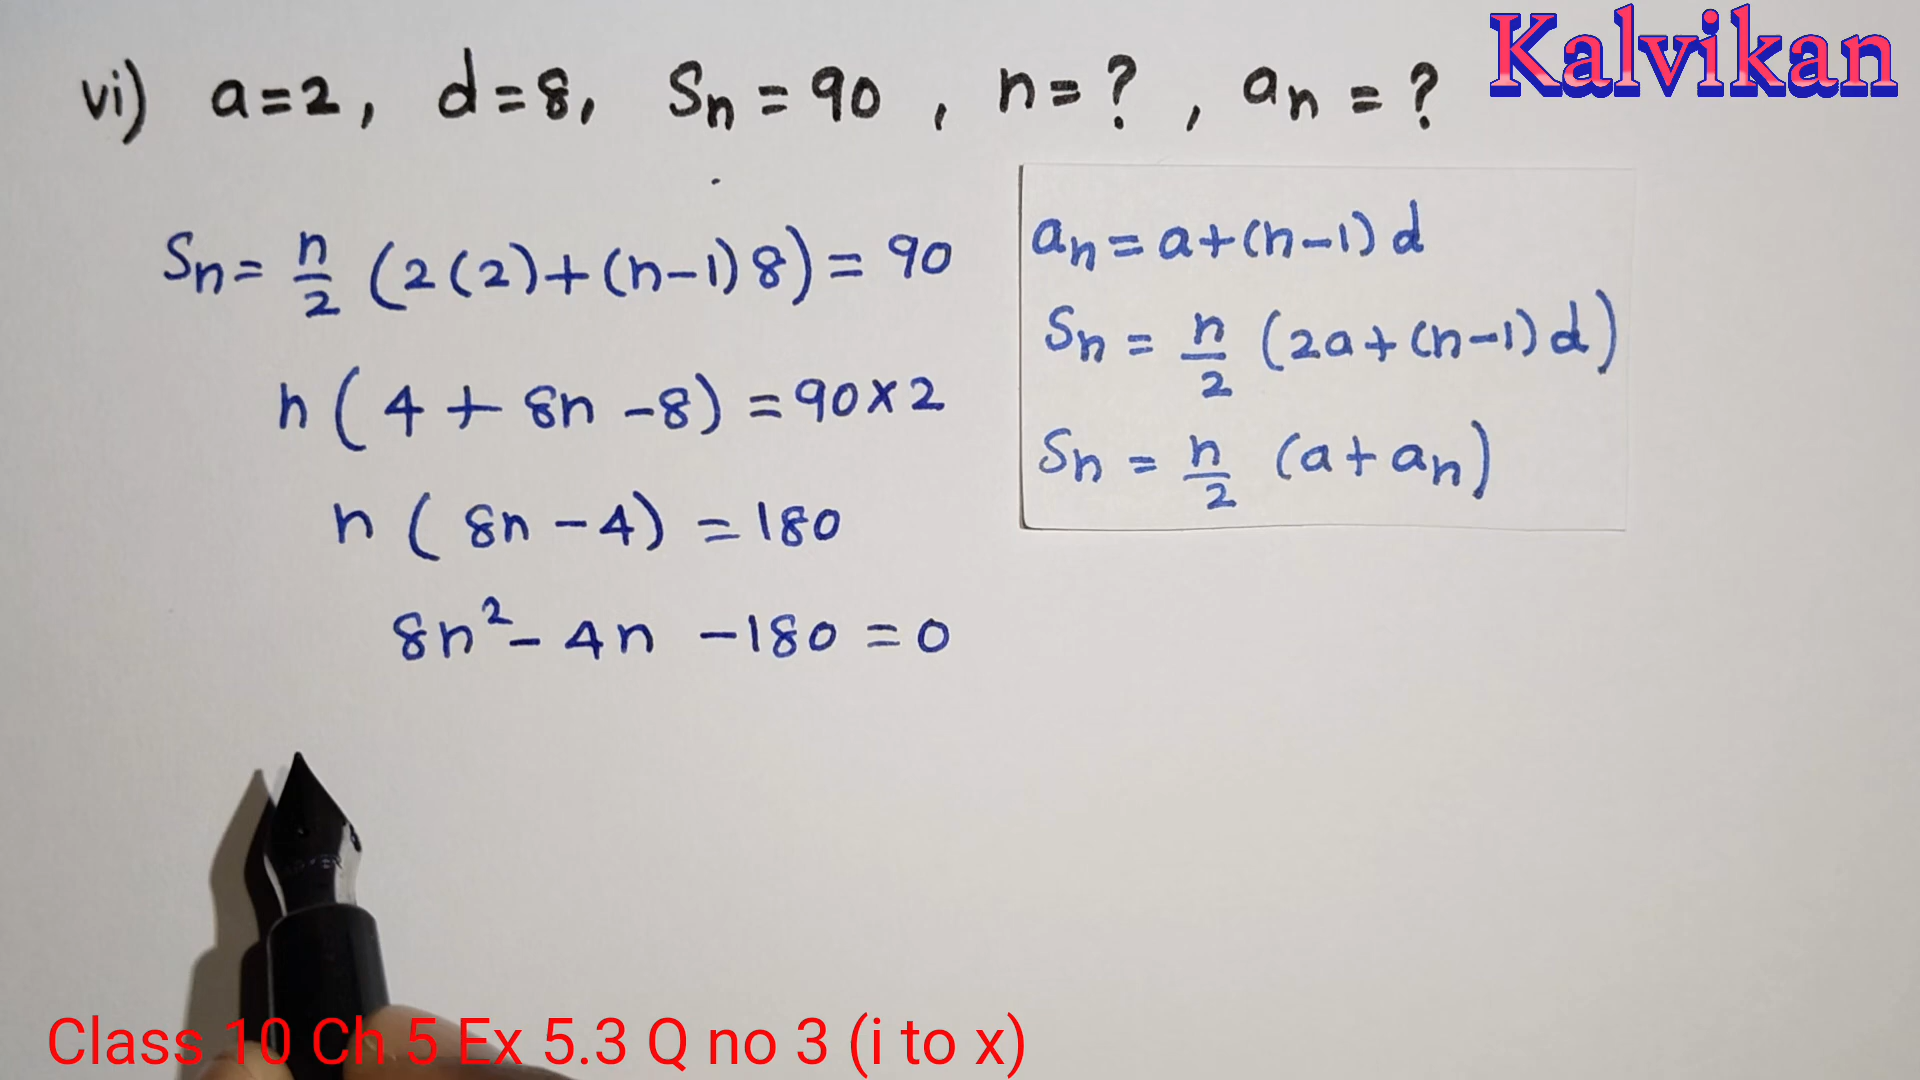 Kalvikan
vi) a=2, d=8, Sn=90, n=?, an=?
Sn = n/2 (2(2)+(n-1)8) = 90
n(4+8n-8) = 90×2
n(8n-4) = 180
8n²-4n-180=0
an = a+(n-1)d
Sn = n/2 (2a+(n-1)d)
Sn = n/2 (a+an)
Class 10 Ch 5 Ex 5.3 Q no 3 (i to x)